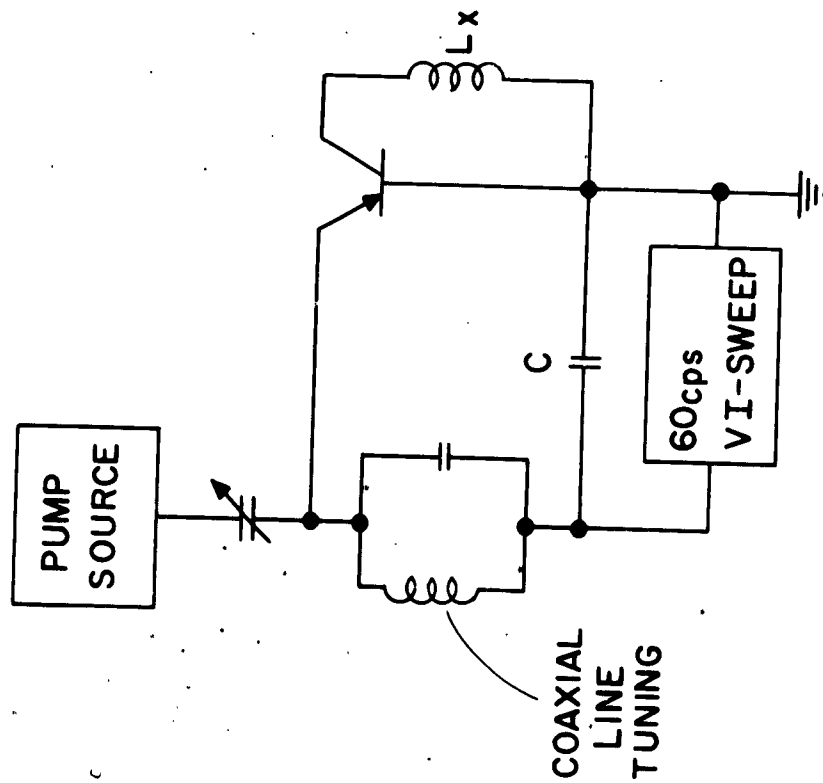 PUMP
SOURCE
Lx
C
60cps
VI-SWEEP
COAXIAL
LINE
TUNING